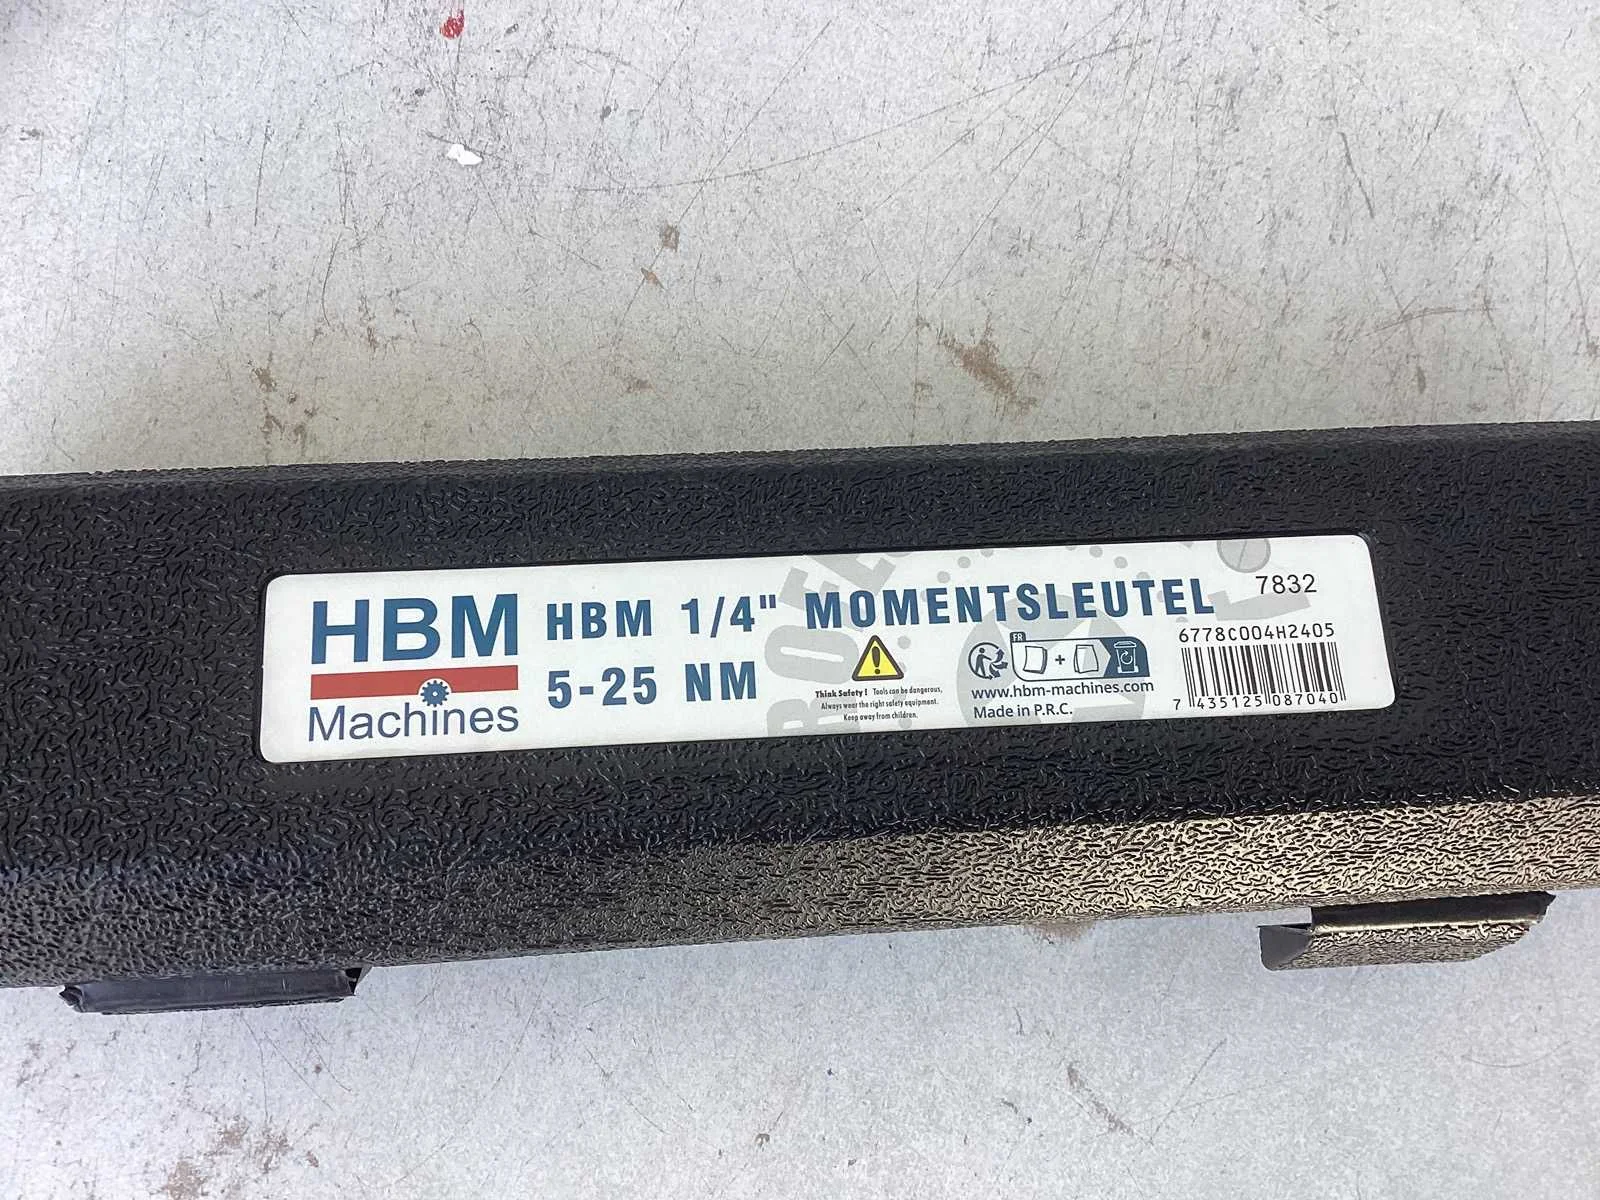 HBM
Machines
HBM 1/4" MOMENTSLEUTEL
5-25 NM
Think Safety! Tools can be dangerous,
Always wear the right safety equipment.
Keep away from children.
FR
+
www.hbm-machines.com
Made in P.R.C.
7832
6778C004H2405
7 435125 087040